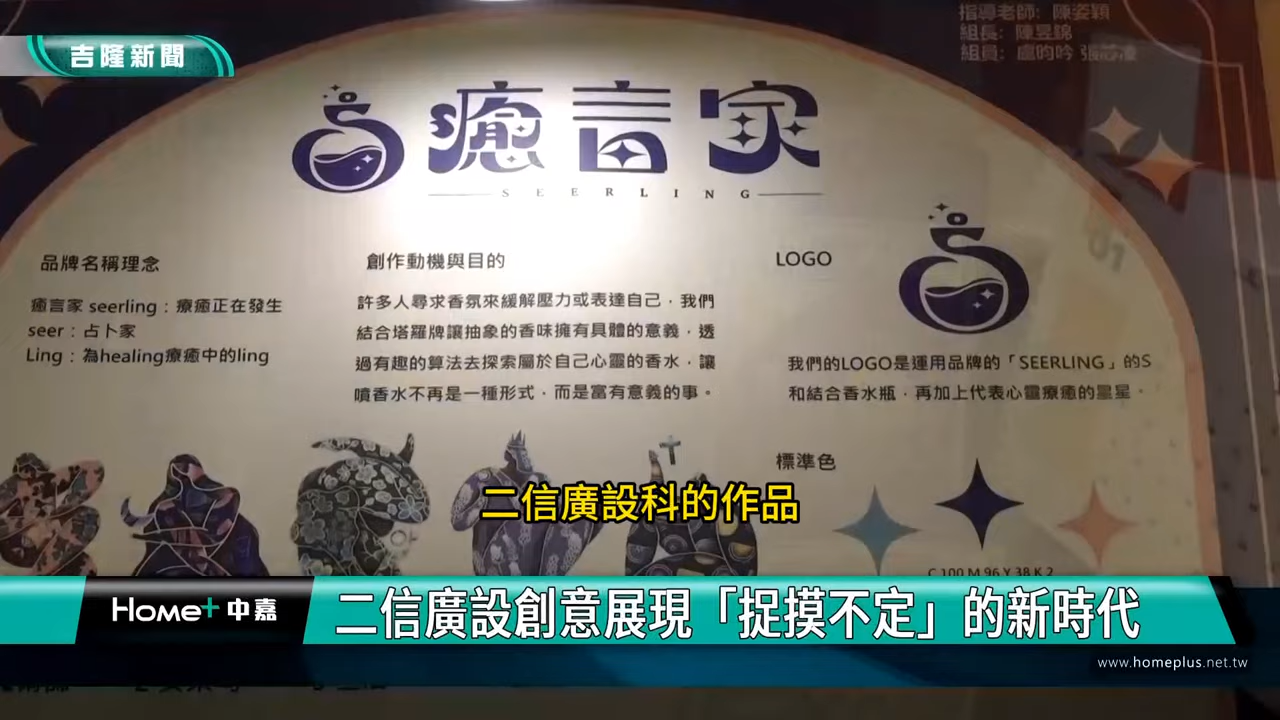 吉隆新聞
指導老師：陳姿穎
組長：陳昱錦
組員：盧昀吟
癒言家
SEERLING
品牌名稱理念
癒言家 seerling：療癒正在發生
seer：占卜家
Ling：為healing療癒中的ling
創作動機與目的
許多人尋求香氛來緩解壓力或表達自己，我們
結合塔羅牌讓抽象的香味擁有具體的意義，透
過有趣的算法去探索屬於自己心靈的香水，讓
噴香水不再是一種形式，而是富有意義的事。
LOGO
我們的LOGO是運用品牌的「SEERLING」的S
和結合香水瓶，再加上代表心靈療癒的星星。
標準色
C 100 M 96 Y 38 K 2
二信廣設科的作品
Home+中嘉
二信廣設創意展現「捉摸不定」的新時代
www.homeplus.net.tw